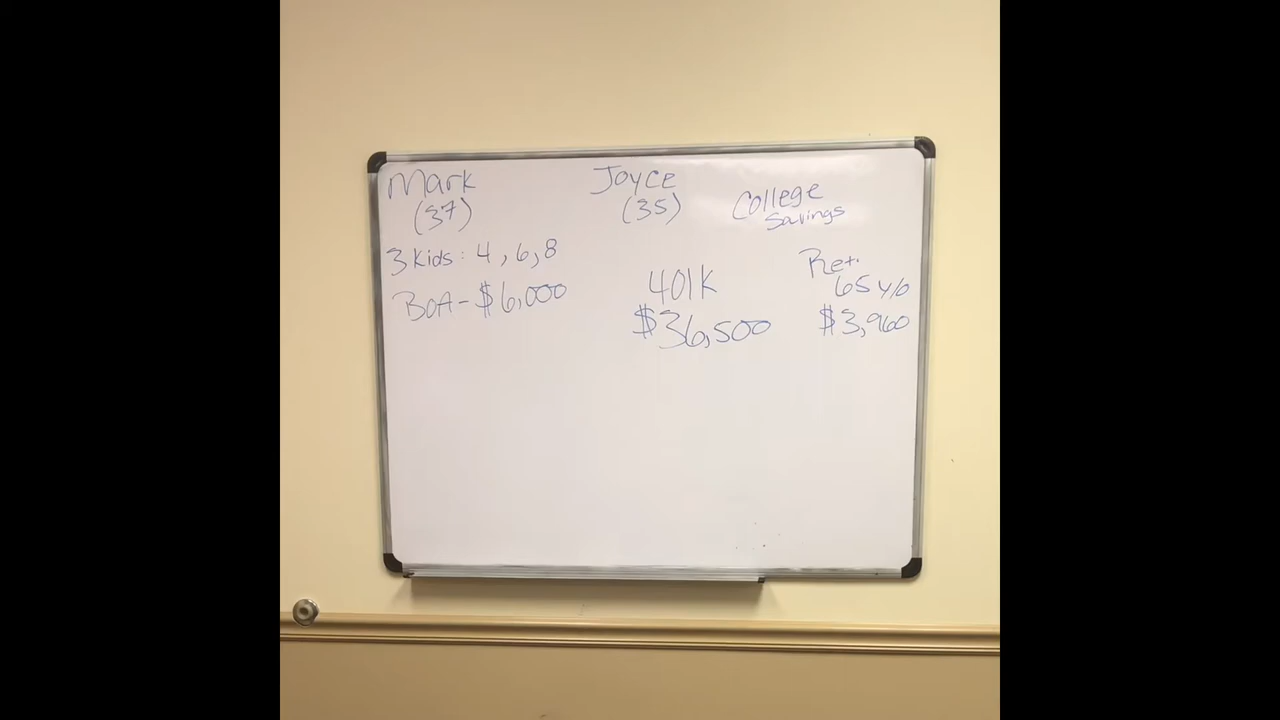 Mark
(37)
3 Kids: 4, 6, 8
BOA- $6,000
Joyce
(35)
401K
$36,500
College
Savings
Ret.
65 y/o
$3,960